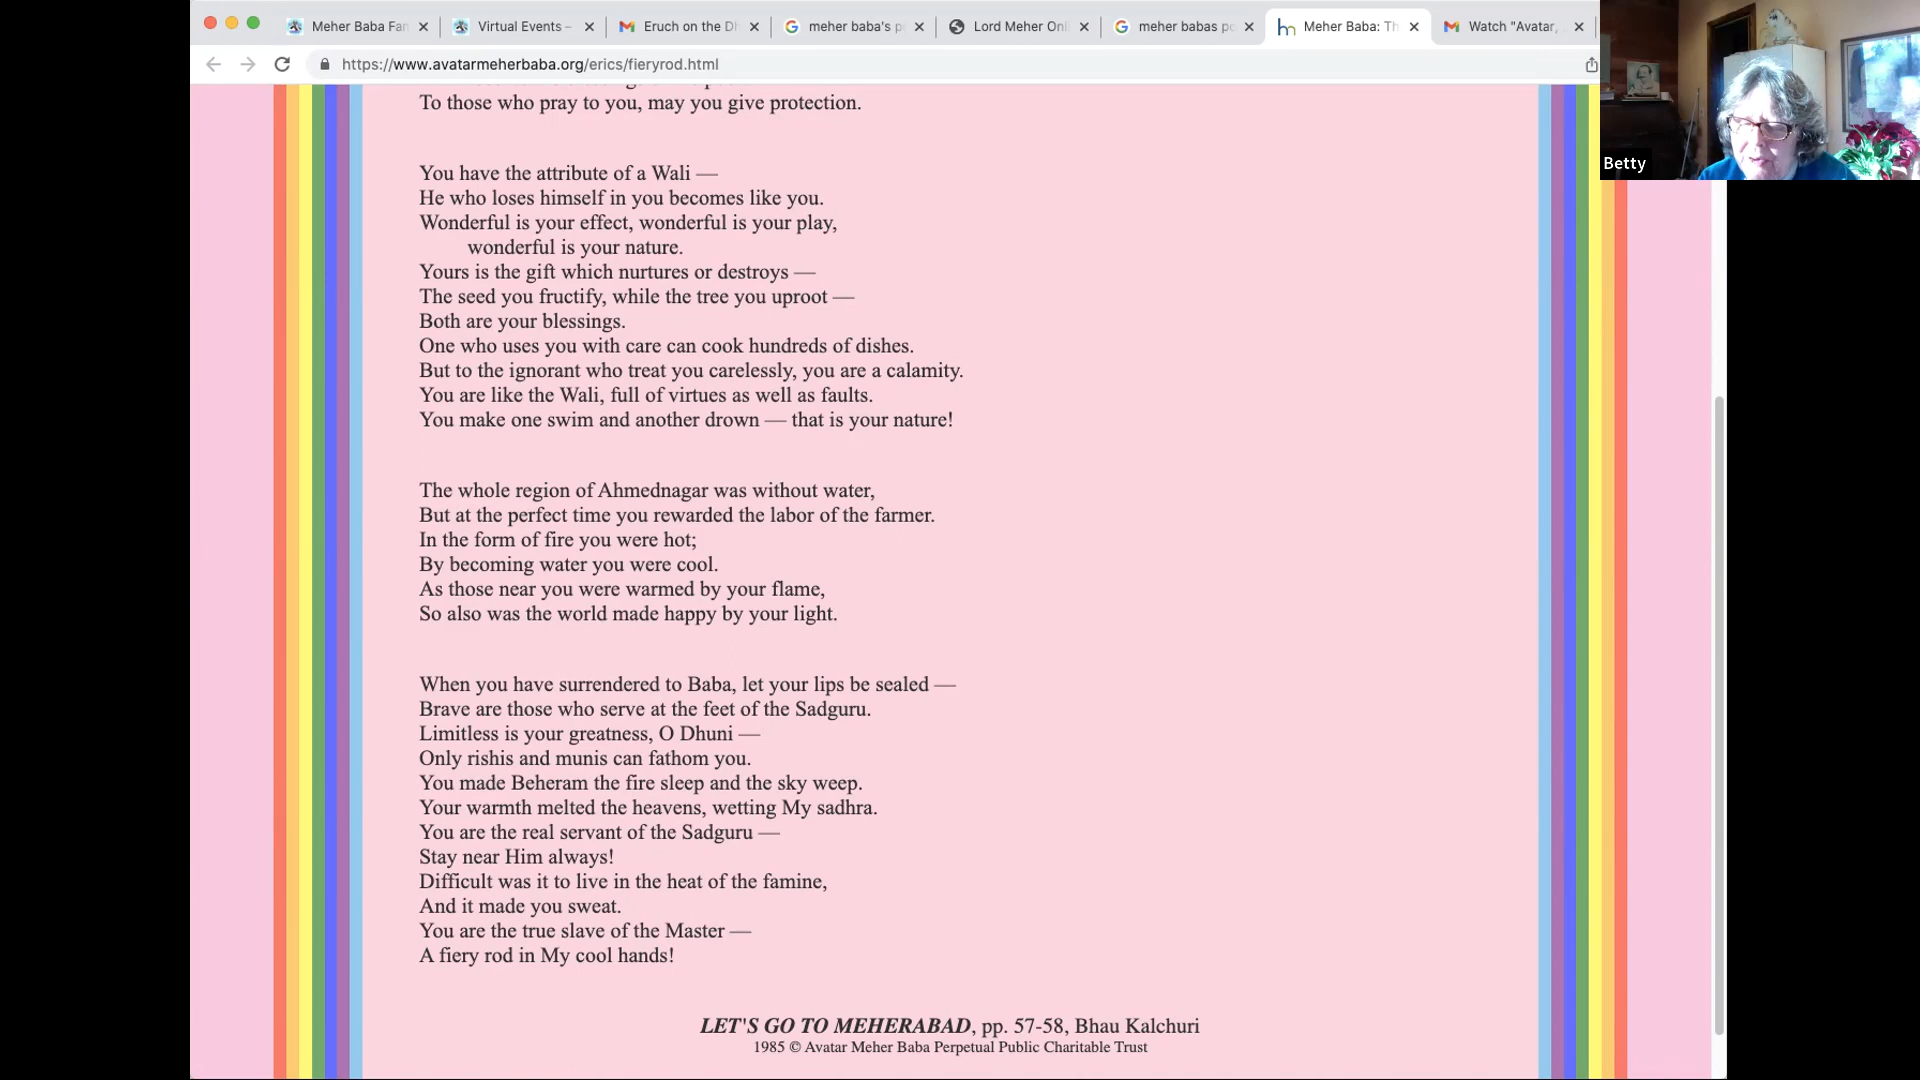 Meher Baba Fan
Virtual Events –
Eruch on the Dh
meher baba's p
Lord Meher Onl
meher babas po
Meher Baba: Th
Watch "Avatar,
https://www.avatarmeherbaba.org/erics/fieryrod.html
Betty
To those who pray to you, may you give protection.
You have the attribute of a Wali —
He who loses himself in you becomes like you.
Wonderful is your effect, wonderful is your play,
wonderful is your nature.
Yours is the gift which nurtures or destroys —
The seed you fructify, while the tree you uproot —
Both are your blessings.
One who uses you with care can cook hundreds of dishes.
But to the ignorant who treat you carelessly, you are a calamity.
You are like the Wali, full of virtues as well as faults.
You make one swim and another drown — that is your nature!
The whole region of Ahmednagar was without water,
But at the perfect time you rewarded the labor of the farmer.
In the form of fire you were hot;
By becoming water you were cool.
As those near you were warmed by your flame,
So also was the world made happy by your light.
When you have surrendered to Baba, let your lips be sealed —
Brave are those who serve at the feet of the Sadguru.
Limitless is your greatness, O Dhuni —
Only rishis and munis can fathom you.
You made Beheram the fire sleep and the sky weep.
Your warmth melted the heavens, wetting My sadhra.
You are the real servant of the Sadguru —
Stay near Him always!
Difficult was it to live in the heat of the famine,
And it made you sweat.
You are the true slave of the Master —
A fiery rod in My cool hands!
LET'S GO TO MEHERABAD, pp. 57-58, Bhau Kalchuri
1985 © Avatar Meher Baba Perpetual Public Charitable Trust